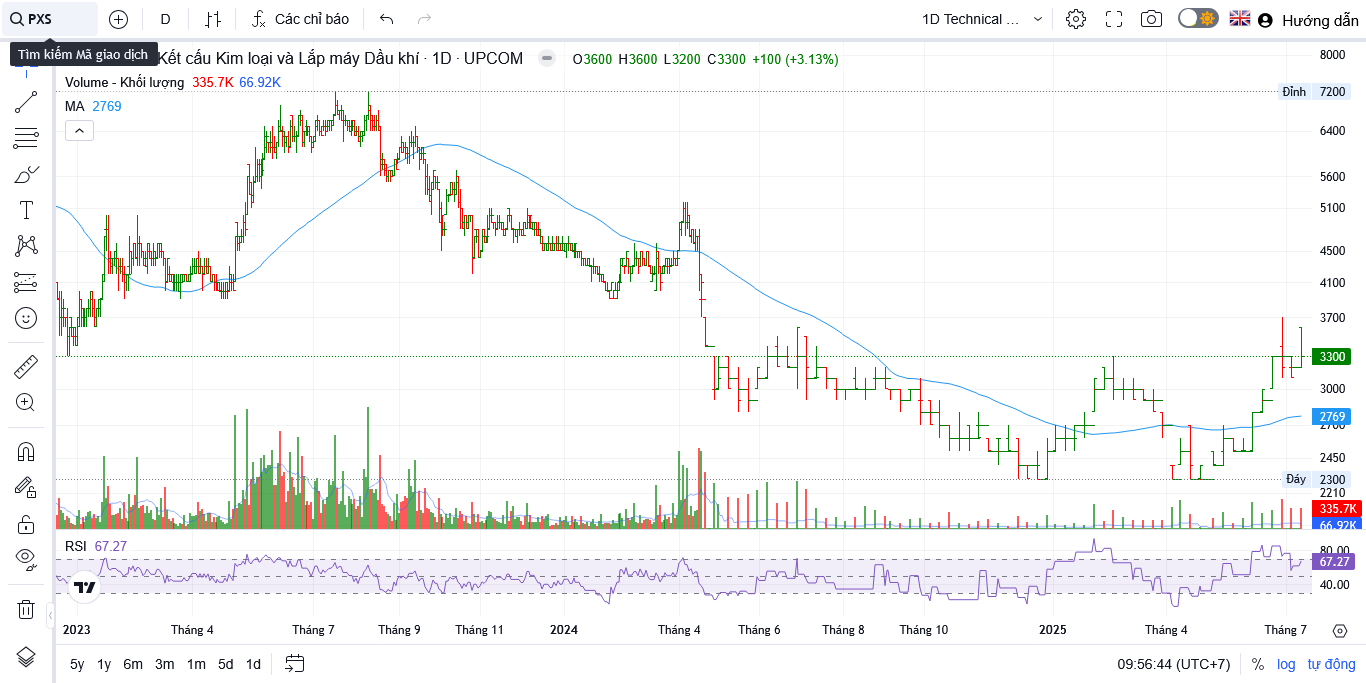 PXS
D
Các chỉ báo
1D Technical ...
Hướng dẫn
Tìm kiếm Mã giao dịch
Kết cấu Kim loại và Lắp máy Dầu khí · 1D · UPCOM
O3600 H3600 L3200 C3300 +100 (+3.13%)
Volume - Khối lượng 335.7K 66.92K
MA 2769
8000
Đỉnh 7200
6400
5600
5100
4500
4100
3700
3300
3000
2769
2700
2450
Đáy 2300
2210
335.7K
66.92K
RSI 67.27
80.00
67.27
40.00
2023 Tháng 4 Tháng 7 Tháng 9 Tháng 11 2024 Tháng 4 Tháng 6 Tháng 8 Tháng 10 2025 Tháng 4 Tháng 7
5y 1y 6m 3m 1m 5d 1d
09:56:44 (UTC+7) % log tự động